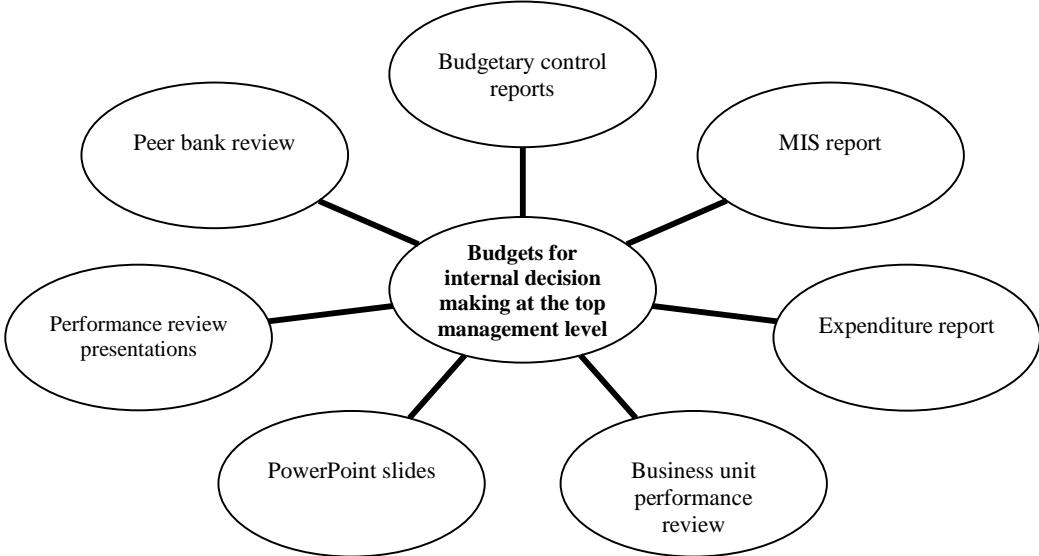 Budgetary control
reports
Peer bank review
MIS report
Budgets for
internal decision
making at the top
management level
Performance review
presentations
Expenditure report
PowerPoint slides
Business unit
performance
review